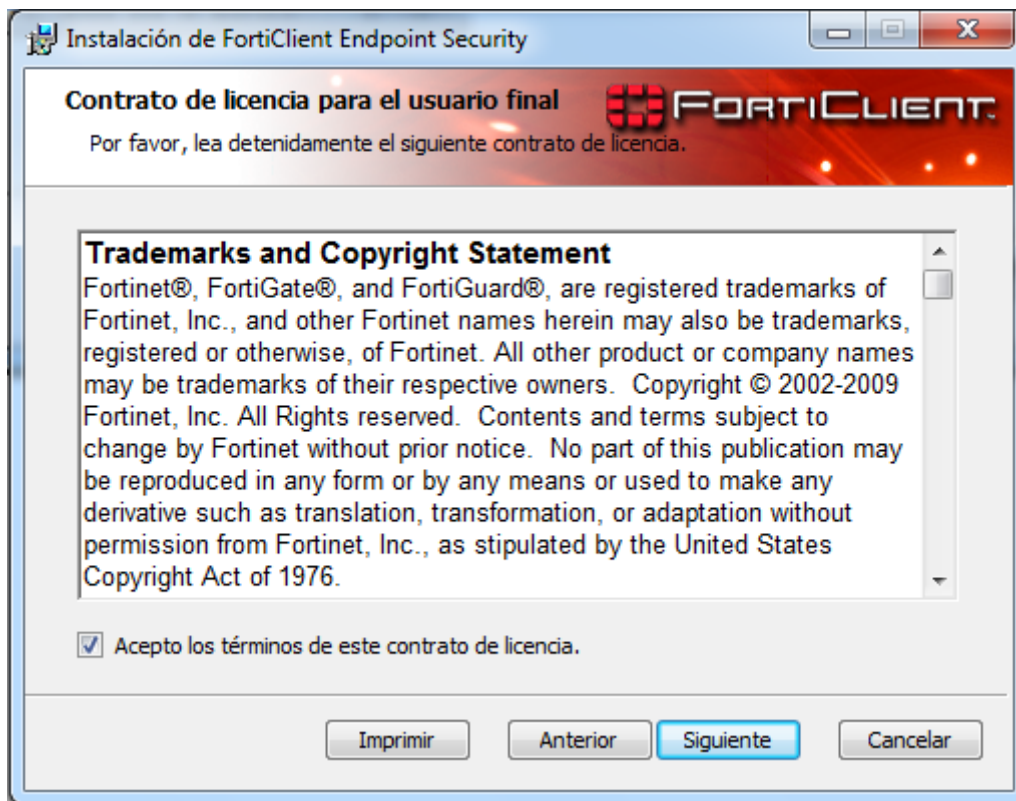 Instalación de FortiClient Endpoint Security
Contrato de licencia para el usuario final
FORTICLIENT
Por favor, lea detenidamente el siguiente contrato de licencia.
Trademarks and Copyright Statement
Fortinet®, FortiGate®, and FortiGuard®, are registered trademarks of
Fortinet, Inc., and other Fortinet names herein may also be trademarks,
registered or otherwise, of Fortinet. All other product or company names
may be trademarks of their respective owners.  Copyright © 2002-2009
Fortinet, Inc. All Rights reserved.  Contents and terms subject to
change by Fortinet without prior notice.  No part of this publication may
be reproduced in any form or by any means or used to make any
derivative such as translation, transformation, or adaptation without
permission from Fortinet, Inc., as stipulated by the United States
Copyright Act of 1976.
Acepto los términos de este contrato de licencia.
Imprimir Anterior Siguiente Cancelar